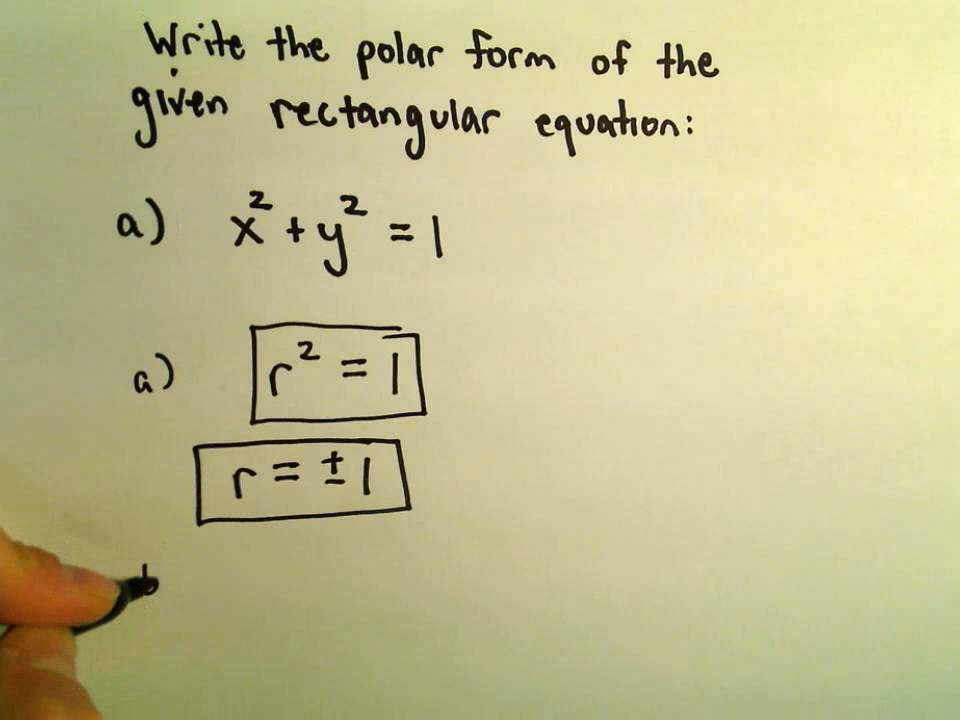 Write the polar form of the
given rectangular equation:
a) x² + y² = 1
a) r² = 1
r = ± 1
b